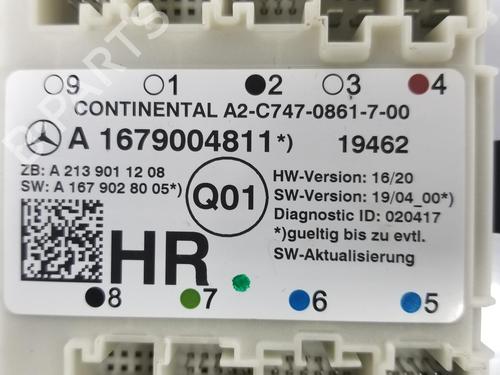 9 1 2 3 4
CONTINENTAL A2-C747-0861-7-00
A 1679004811*) 19462
ZB: A 213 901 12 08
SW: A 167 902 80 05*)
Q01
HW-Version: 16/20
SW-Version: 19/04_00*)
Diagnostic ID: 020417
*)gueltig bis zu evtl.
SW-Aktualisierung
HR
8 7 6 5
B-PARTS